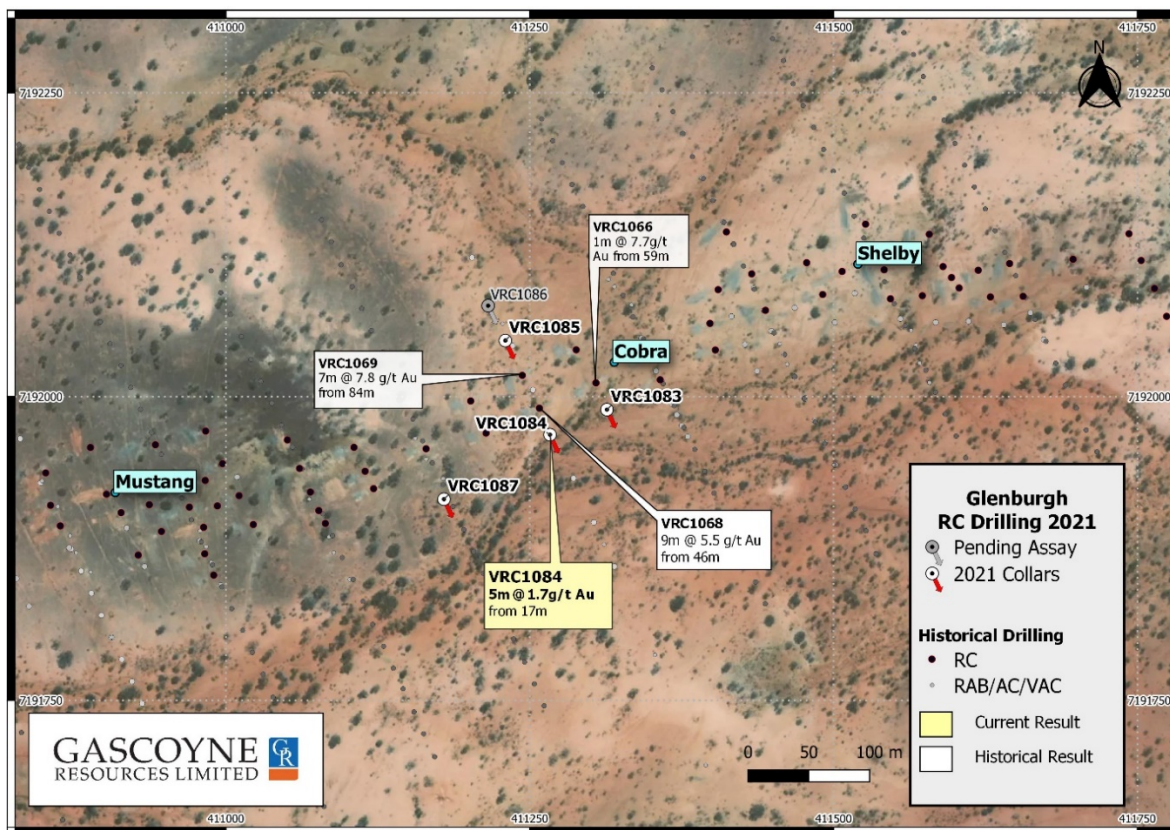 411000
411250
411500
411750
7192250
7192250
N
VRC1066
1m @ 7.7g/t
Au from 59m
Shelby
VRC1086
VRC1085
Cobra
VRC1069
7m @ 7.8 g/t Au
from 84m
7192000
7192000
VRC1083
VRC1084
Mustang
VRC1087
VRC1068
9m @ 5.5 g/t Au
from 46m
VRC1084
5m @ 1.7g/t Au
from 17m
Glenburgh
RC Drilling 2021
Pending Assay
2021 Collars
Historical Drilling
RC
RAB/AC/VAC
Current Result
Historical Result
7191750
7191750
GASCOYNE
RESOURCES LIMITED
GR
0 50 100 m
411000
411250
411500
411750